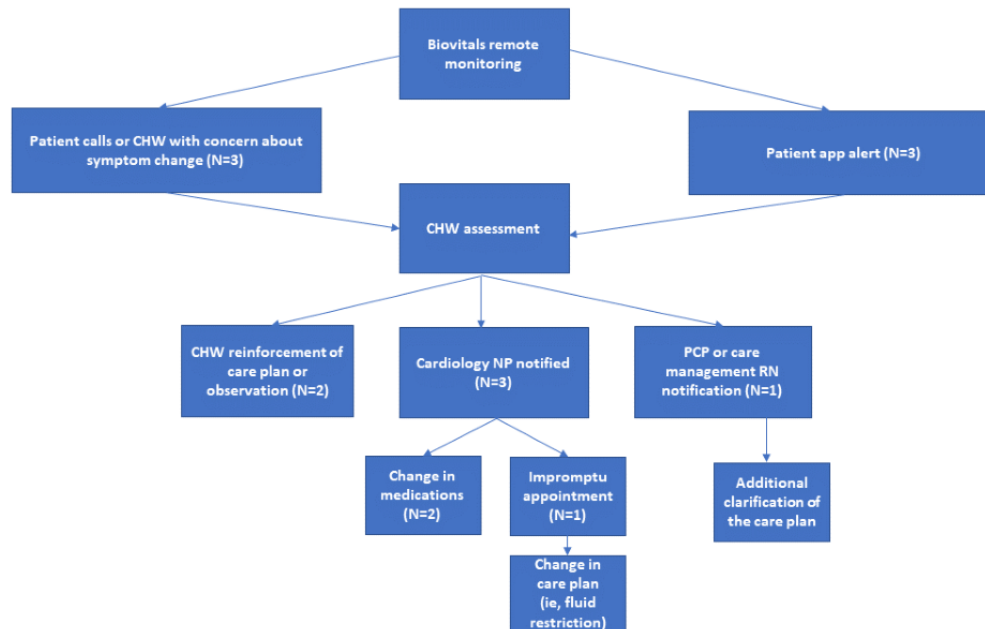 Biovitals remote
monitoring
Patient calls or CHW with concern about
symptom change (N=3)
Patient app alert (N=3)
CHW assessment
CHW reinforcement of
care plan or
observation (N=2)
Cardiology NP notified
(N=3)
PCP or care
management RN
notification (N=1)
Change in
medications
(N=2)
Impromptu
appointment
(N=1)
Additional
clarification of
the care plan
Change in
care plan
(ie, fluid
restriction)